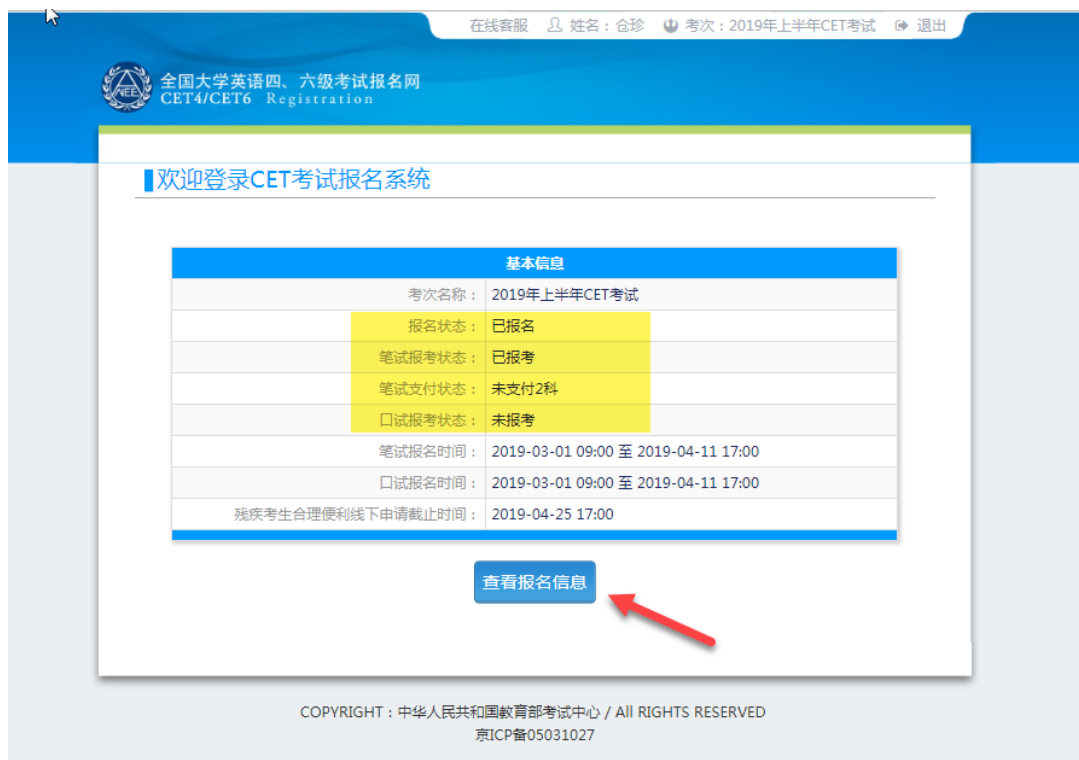 在线客服 姓名：仓珍 考次：2019年上半年CET考试 退出
NEE
全国大学英语四、六级考试报名网
CET4/CET6 Registration
欢迎登录CET考试报名系统
基本信息
考次名称： 2019年上半年CET考试
报名状态： 已报名
笔试报考状态： 已报考
笔试支付状态： 未支付2科
口试报考状态： 未报考
笔试报名时间： 2019-03-01 09:00 至 2019-04-11 17:00
口试报名时间： 2019-03-01 09:00 至 2019-04-11 17:00
残疾考生合理便利线下申请截止时间： 2019-04-25 17:00
查看报名信息
COPYRIGHT：中华人民共和国教育部考试中心 / All RIGHTS RESERVED
京ICP备05031027